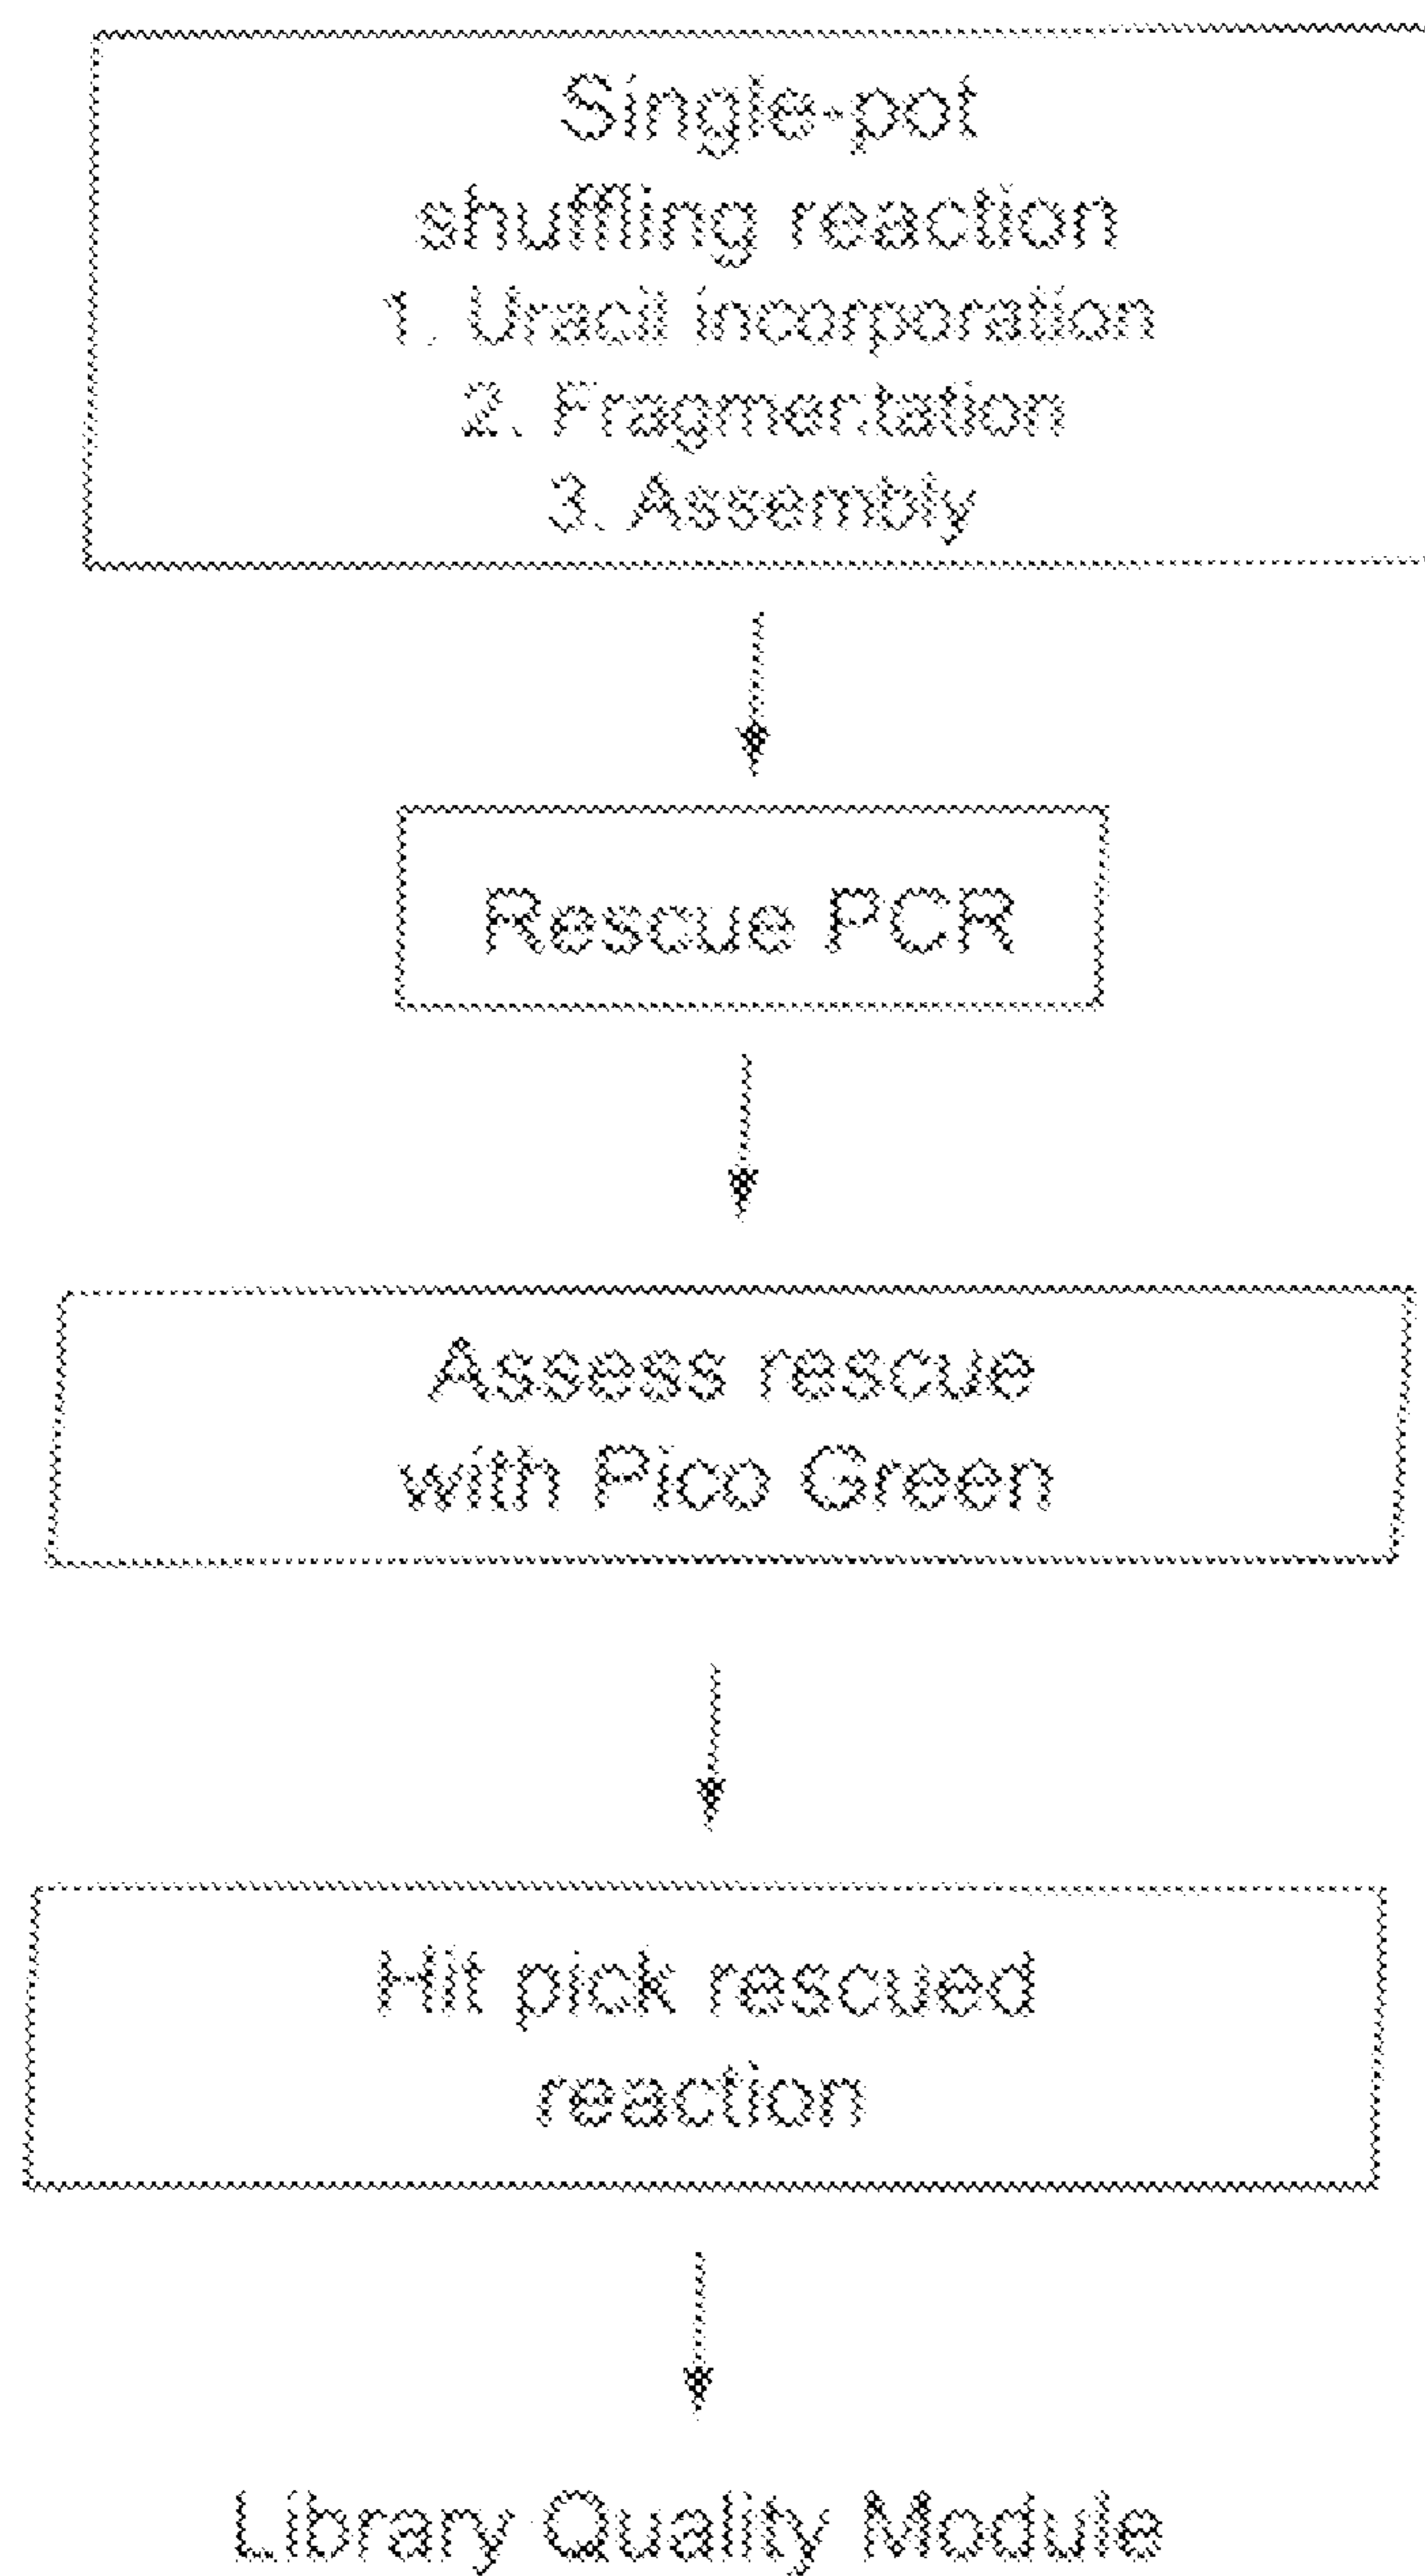 Single-pot
shuffling reaction
1. Uracil incorporation
2. Fragmentation
3. Assembly
Rescue PCR
Assess rescue
with Pico Green
Hit pick rescued
reaction
Library Quality Module